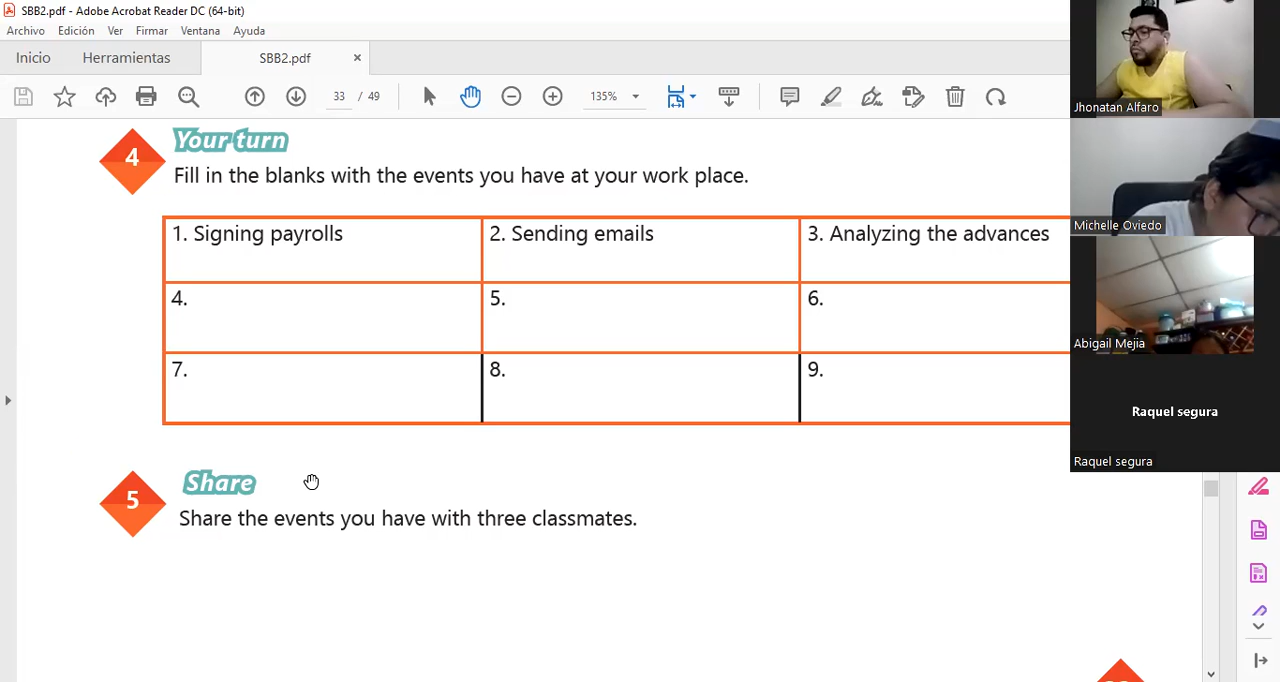 SBB2.pdf - Adobe Acrobat Reader DC (64-bit)
Archivo Edición Ver Firmar Ventana Ayuda
Inicio Herramientas SBB2.pdf ×
33 / 49 135%
4 Your turn
Fill in the blanks with the events you have at your work place.
1. Signing payrolls 2. Sending emails 3. Analyzing the advances
4. 5. 6.
7. 8. 9.
5 Share
Share the events you have with three classmates.
Jhonatan Alfaro
Michelle Oviedo
Abigail Mejia
Raquel segura
Raquel segura